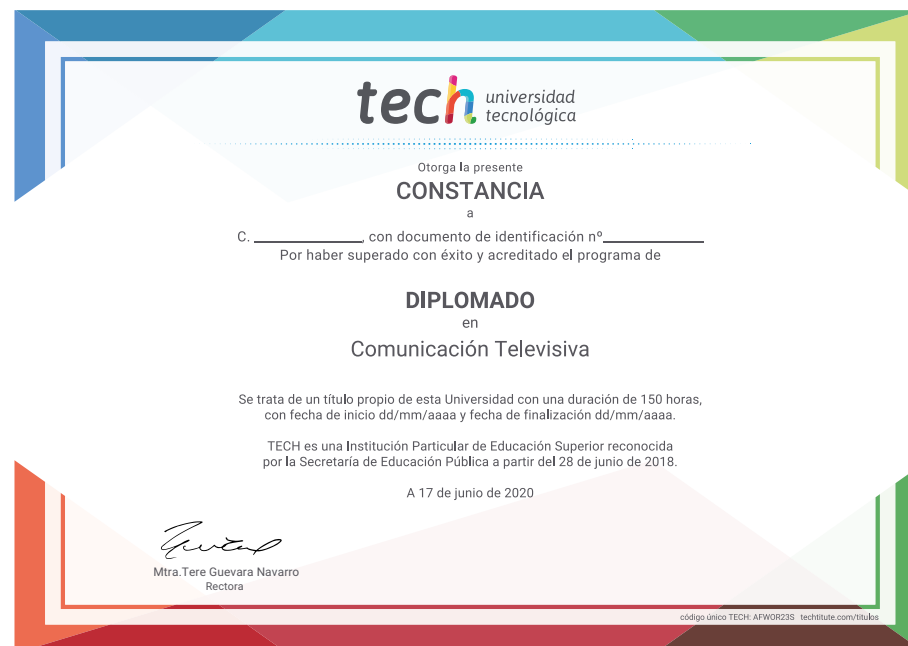 tech universidad
tecnológica
Otorga la presente
CONSTANCIA
a
C. ______________, con documento de identificación nº______________
Por haber superado con éxito y acreditado el programa de
DIPLOMADO
en
Comunicación Televisiva
Se trata de un título propio de esta Universidad con una duración de 150 horas,
con fecha de inicio dd/mm/aaaa y fecha de finalización dd/mm/aaaa.
TECH es una Institución Particular de Educación Superior reconocida
por la Secretaría de Educación Pública a partir del 28 de junio de 2018.
A 17 de junio de 2020
Mtra.Tere Guevara Navarro
Rectora
código único TECH: AFWOR23S techtitute.com/titulos